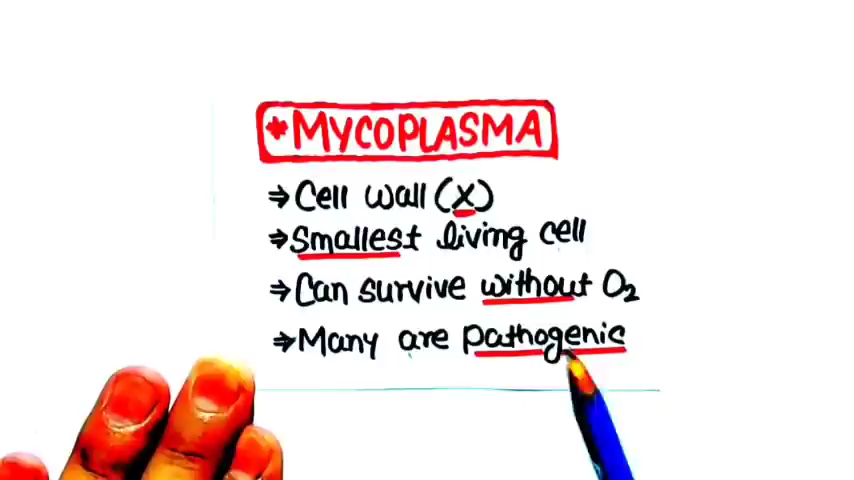 *MYCOPLASMA
⇒ Cell wall (X)
⇒ Smallest living cell
⇒ Can survive without O₂
⇒ Many are pathogenic